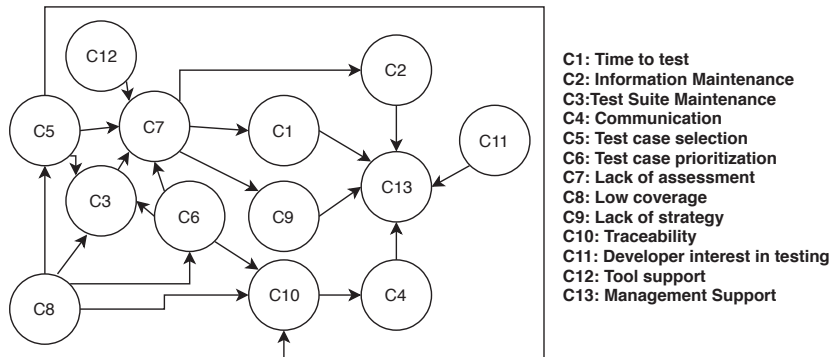 C12
C2
C5
C7
C1
C11
C13
C3
C6
C9
C8
C10
C4
C1: Time to test
C2: Information Maintenance
C3:Test Suite Maintenance
C4: Communication
C5: Test case selection
C6: Test case prioritization
C7: Lack of assessment
C8: Low coverage
C9: Lack of strategy
C10: Traceability
C11: Developer interest in testing
C12: Tool support
C13: Management Support